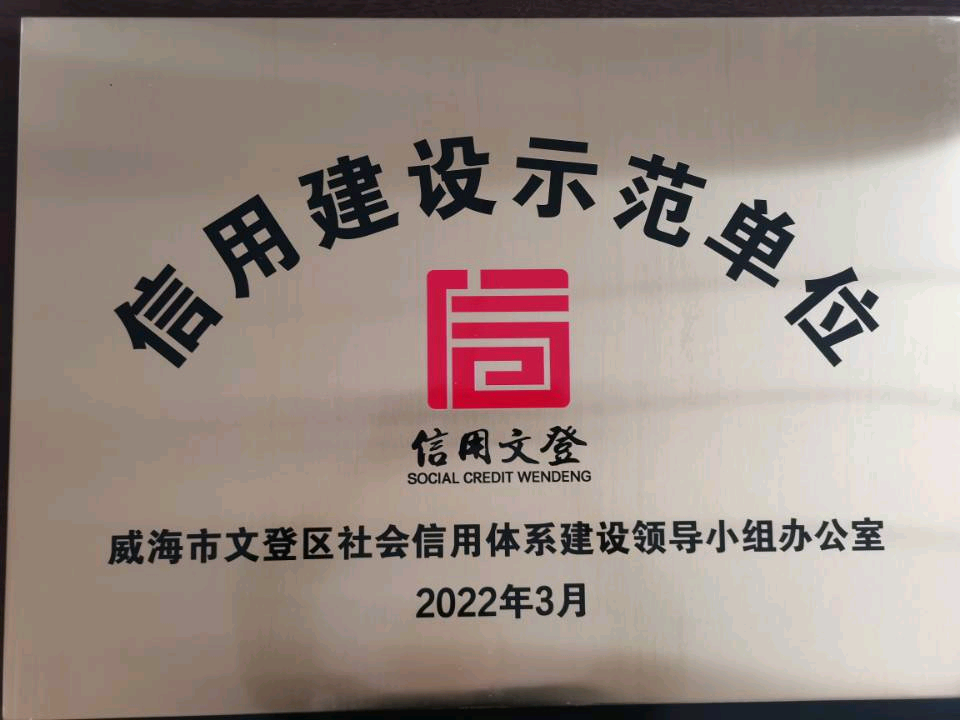 信用建设示范单位
信用文登
SOCIAL CREDIT WENDENG
威海市文登区社会信用体系建设领导小组办公室
2022年3月